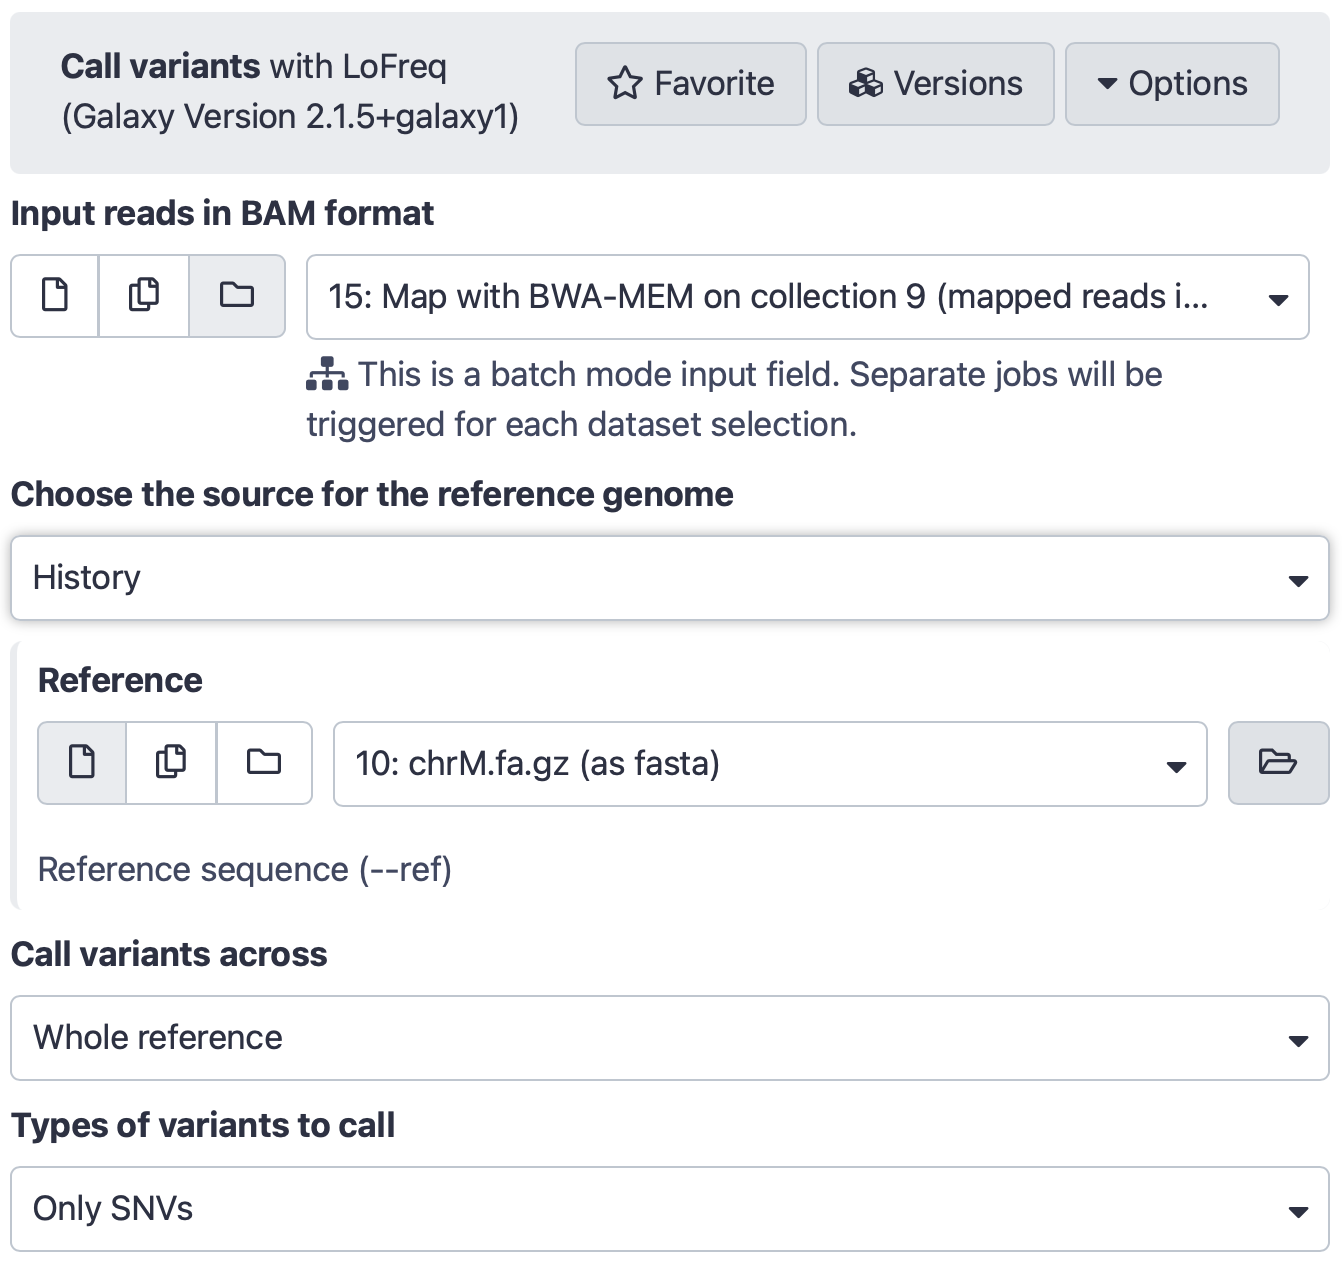 Call variants with LoFreq
(Galaxy Version 2.1.5+galaxy1)
Favorite
Versions
Options
Input reads in BAM format
15: Map with BWA-MEM on collection 9 (mapped reads i...
This is a batch mode input field. Separate jobs will be
triggered for each dataset selection.
Choose the source for the reference genome
History
Reference
10: chrM.fa.gz (as fasta)
Reference sequence (--ref)
Call variants across
Whole reference
Types of variants to call
Only SNVs